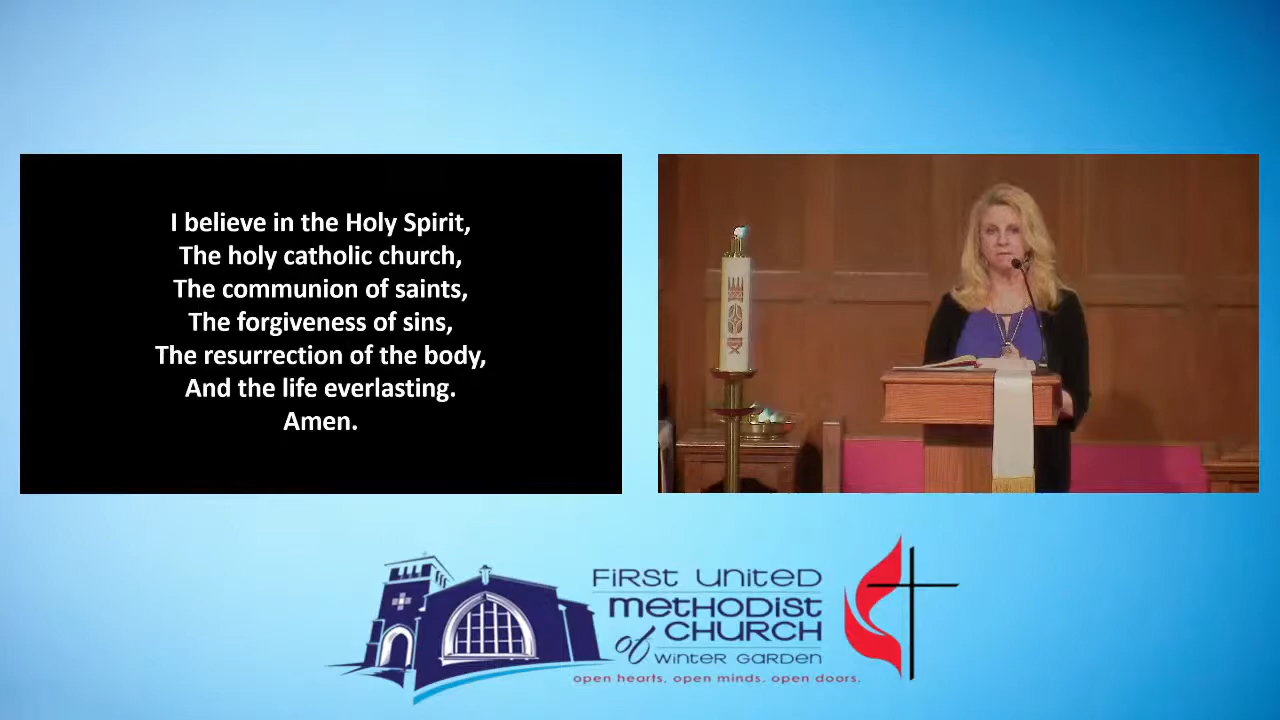 I believe in the Holy Spirit,
The holy catholic church,
The communion of saints,
The forgiveness of sins,
The resurrection of the body,
And the life everlasting.
Amen.
FIRST UNITED
METHODIST
of CHURCH
WINTER GARDEN
open hearts. open minds. open doors.